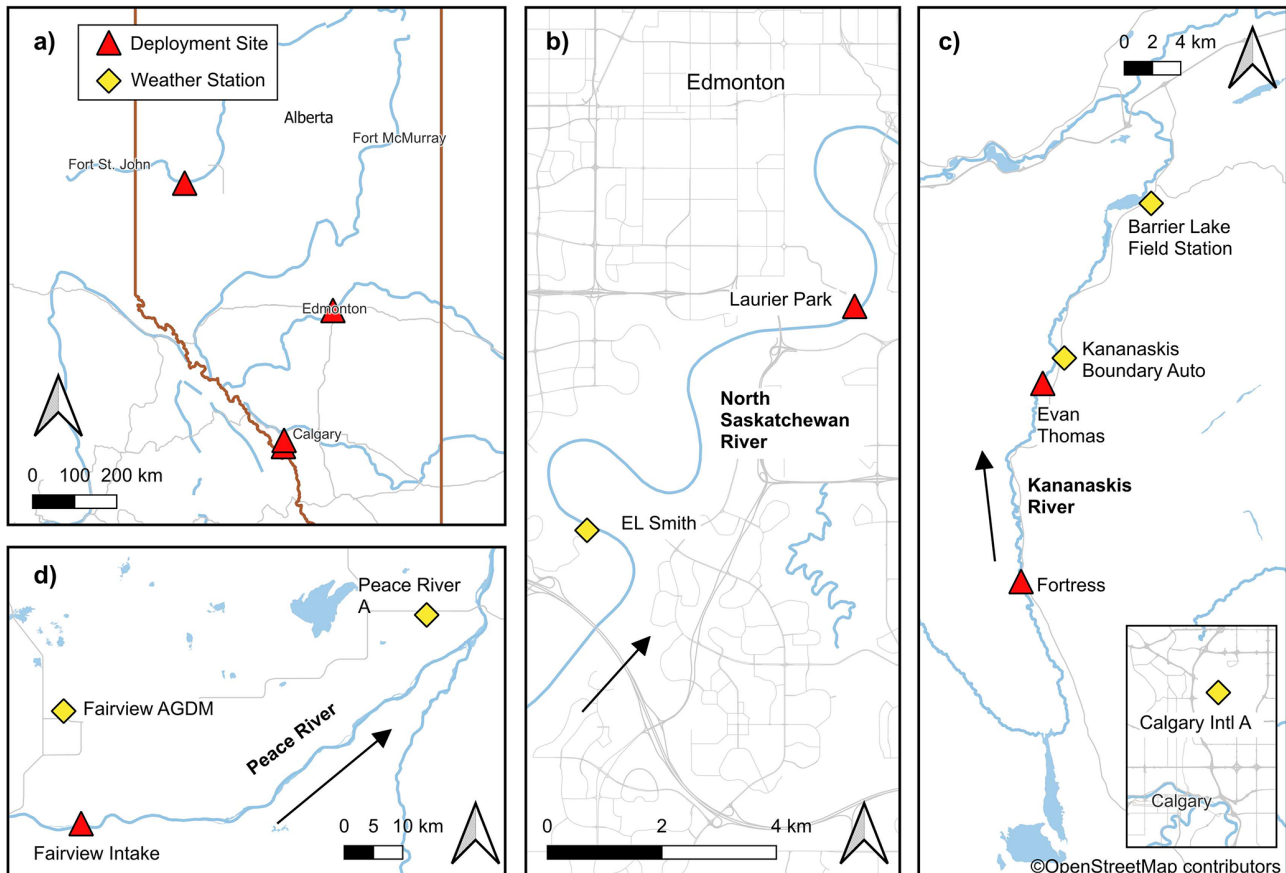 a)
Deployment Site
Weather Station
Alberta
Fort McMurray
Fort St. John
Edmonton
Calgary
0 100 200 km
b)
Edmonton
Laurier Park
North
Saskatchewan
River
EL Smith
0 2 4 km
c)
0 2 4 km
Barrier Lake
Field Station
Kananaskis
Boundary Auto
Evan
Thomas
Kananaskis
River
Fortress
Calgary Intl A
Calgary
©OpenStreetMap contributors
d)
Peace River
A
Fairview AGDM
Peace River
0 5 10 km
Fairview Intake